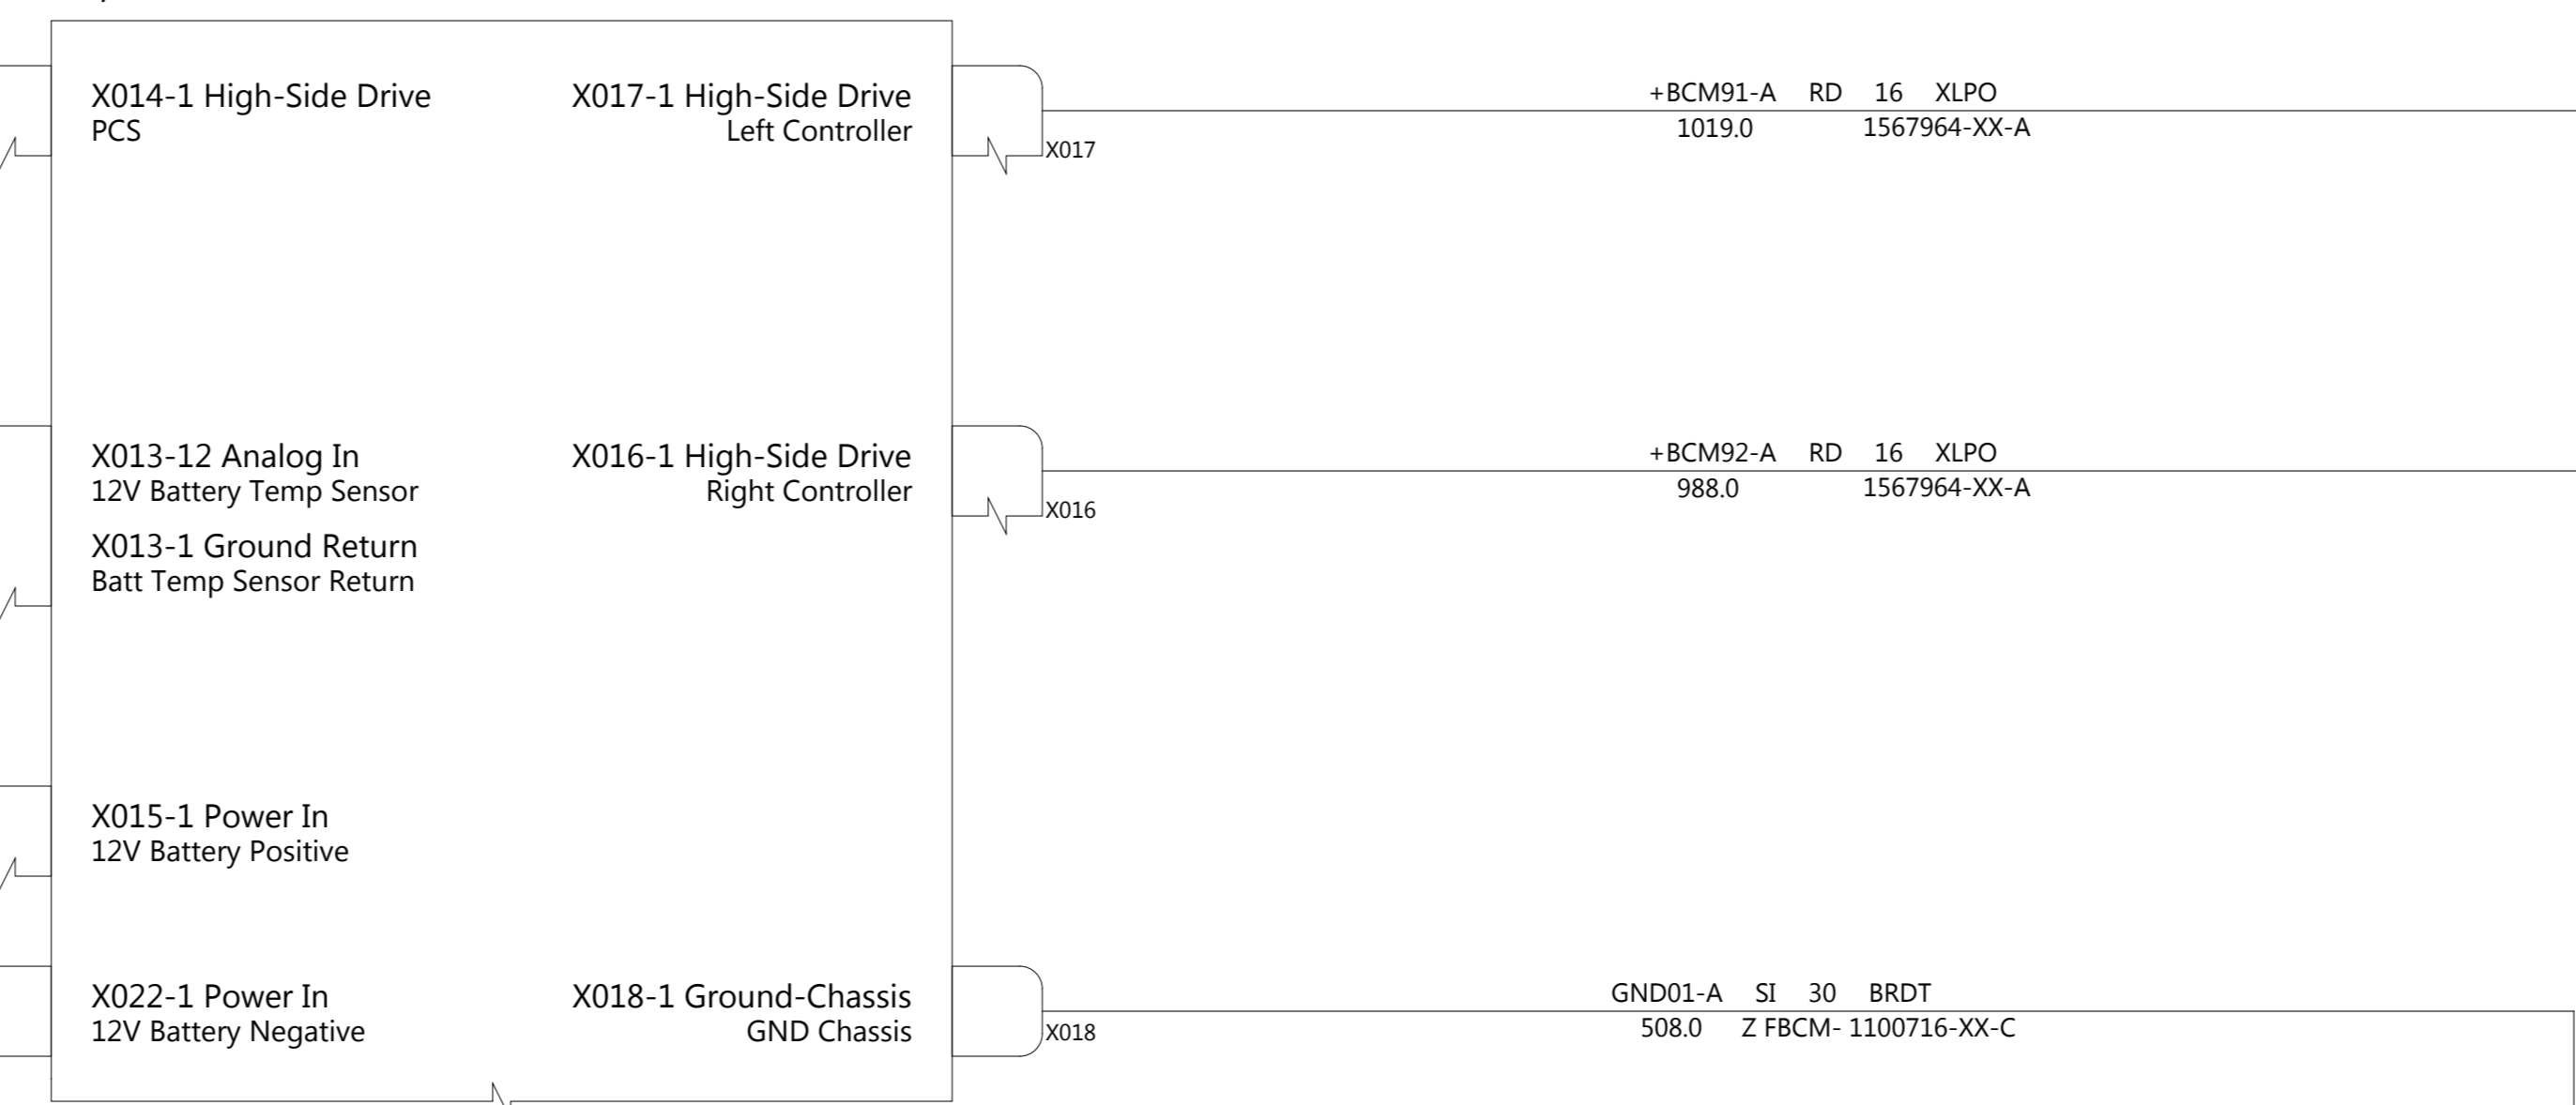 X014-1 High-Side Drive
PCS
X017-1 High-Side Drive
Left Controller
X017
+BCM91-A RD 16 XLPO
1019.0 1567964-XX-A
X013-12 Analog In
12V Battery Temp Sensor
X013-1 Ground Return
Batt Temp Sensor Return
X016-1 High-Side Drive
Right Controller
X016
+BCM92-A RD 16 XLPO
988.0 1567964-XX-A
X015-1 Power In
12V Battery Positive
X022-1 Power In
12V Battery Negative
X018-1 Ground-Chassis
GND Chassis
X018
GND01-A SI 30 BRDT
508.0 Z FBCM- 1100716-XX-C